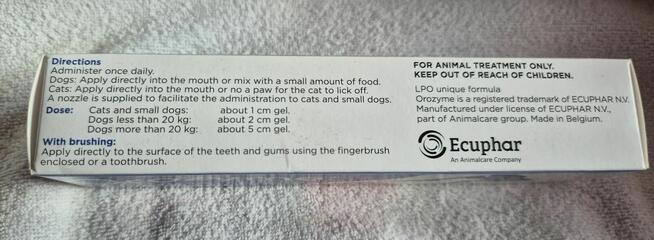 Directions
Administer once daily.
Dogs: Apply directly into the mouth or mix with a small amount of food.
Cats: Apply directly into the mouth or no a paw for the cat to lick off.
A nozzle is supplied to facilitate the administration to cats and small dogs.
Dose: Cats and small dogs: about 1 cm gel.
Dogs less than 20 kg: about 2 cm gel.
Dogs more than 20 kg: about 5 cm gel.
With brushing:
Apply directly to the surface of the teeth and gums using the fingerbrush
enclosed or a toothbrush.
FOR ANIMAL TREATMENT ONLY.
KEEP OUT OF REACH OF CHILDREN.
LPO unique formula
Orozyme is a registered trademark of ECUPHAR N.V.
Manufactured under license of ECUPHAR N.V.,
part of Animalcare group. Made in Belgium.
Ecuphar
An Animalcare Company